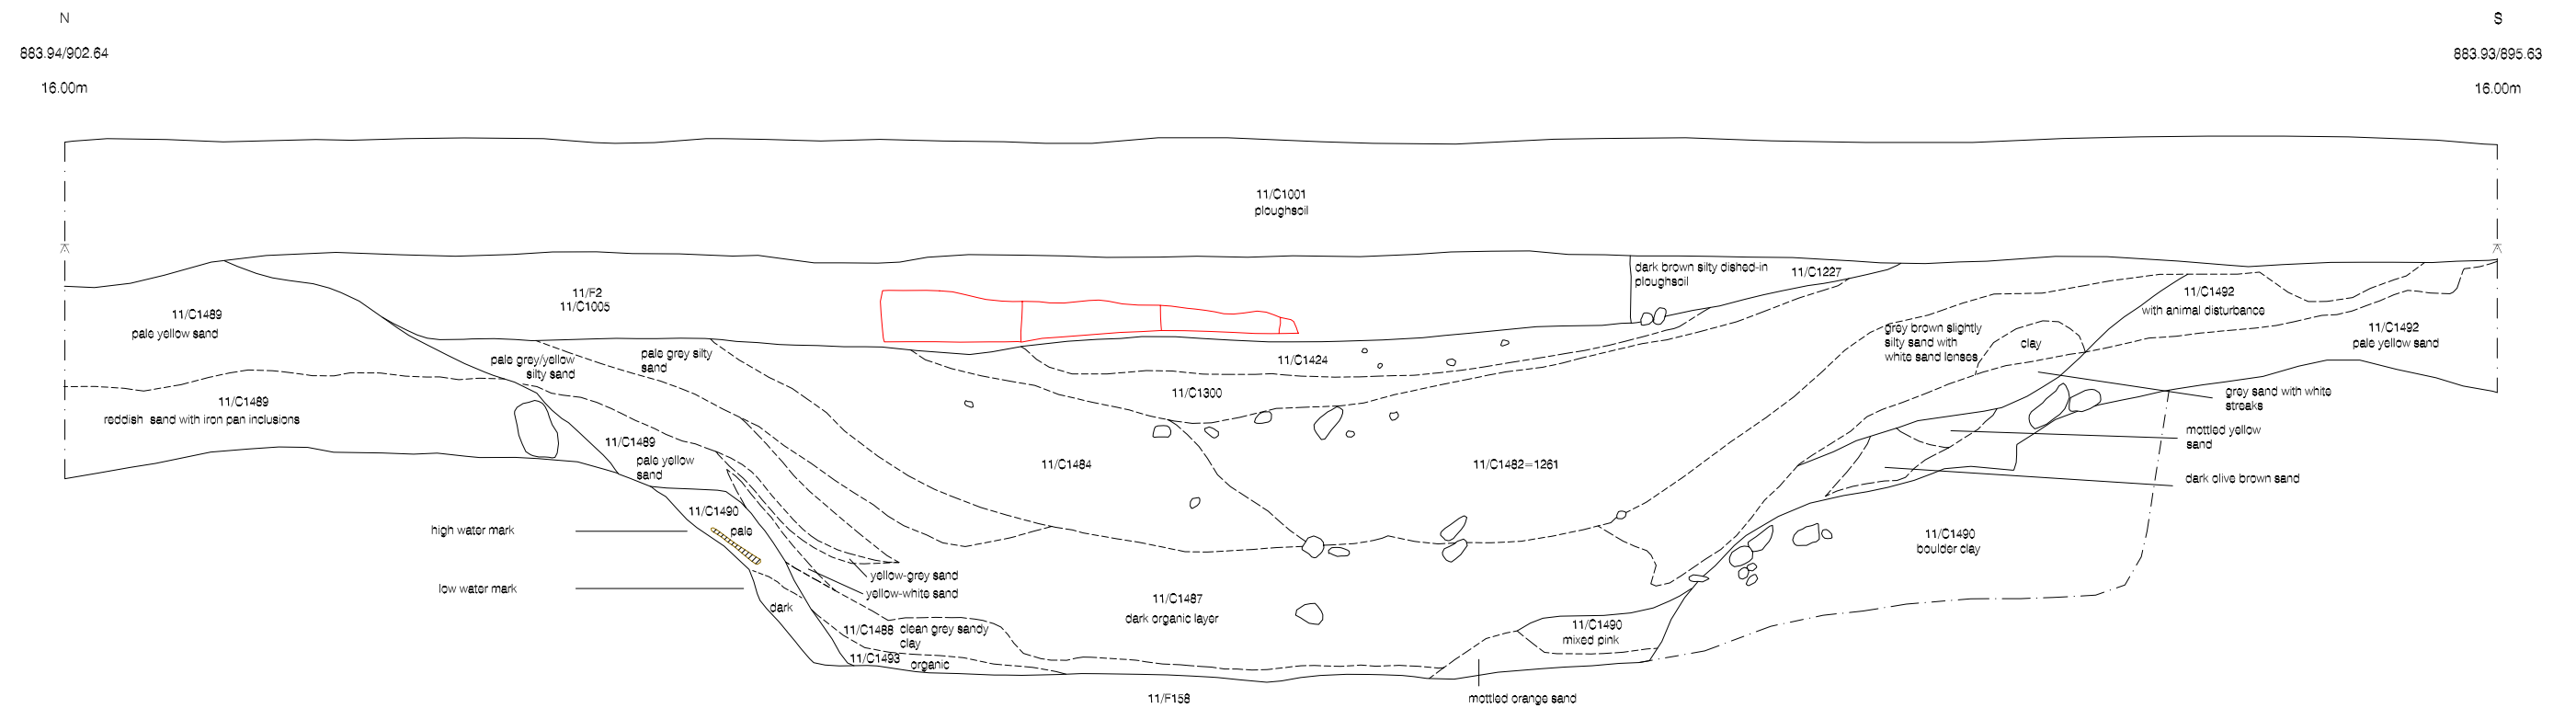 N
883.94/902.64
16.00m
S
883.93/895.63
16.00m
11/C1001
ploughsoil
dark brown silty dished-in
ploughsoil
11/C1227
11/F2
11/C1005
11/C1489
pale yellow sand
11/C1492
with animal disturbance
11/C1492
pale yellow sand
grey brown slightly
silty sand with
white sand lenses
clay
pale grey/yellow
silty sand
pale grey silty
sand
11/C1424
11/C1300
grey sand with white
streaks
11/C1489
reddish sand with iron pan inclusions
11/C1489
pale yellow
sand
mottled yellow
sand
11/C1484
11/C1482=1261
dark olive brown sand
11/C1490
pale
high water mark
11/C1490
boulder clay
yellow-grey sand
yellow-white sand
low water mark
dark
11/C1487
dark organic layer
11/C1488 clean grey sandy
clay
11/C1490
mixed pink
11/C1493 organic
11/F158
mottled orange sand